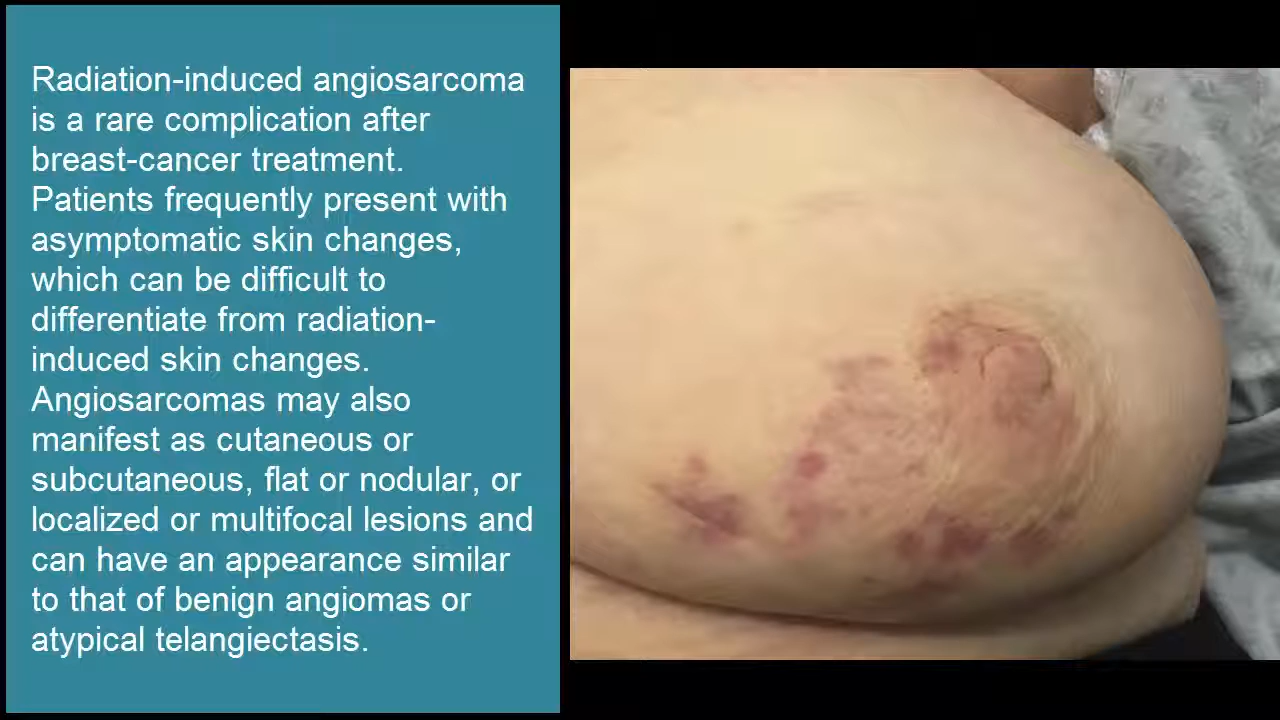 Radiation-induced angiosarcoma
is a rare complication after
breast-cancer treatment.
Patients frequently present with
asymptomatic skin changes,
which can be difficult to
differentiate from radiation-
induced skin changes.
Angiosarcomas may also
manifest as cutaneous or
subcutaneous, flat or nodular, or
localized or multifocal lesions and
can have an appearance similar
to that of benign angiomas or
atypical telangiectasis.